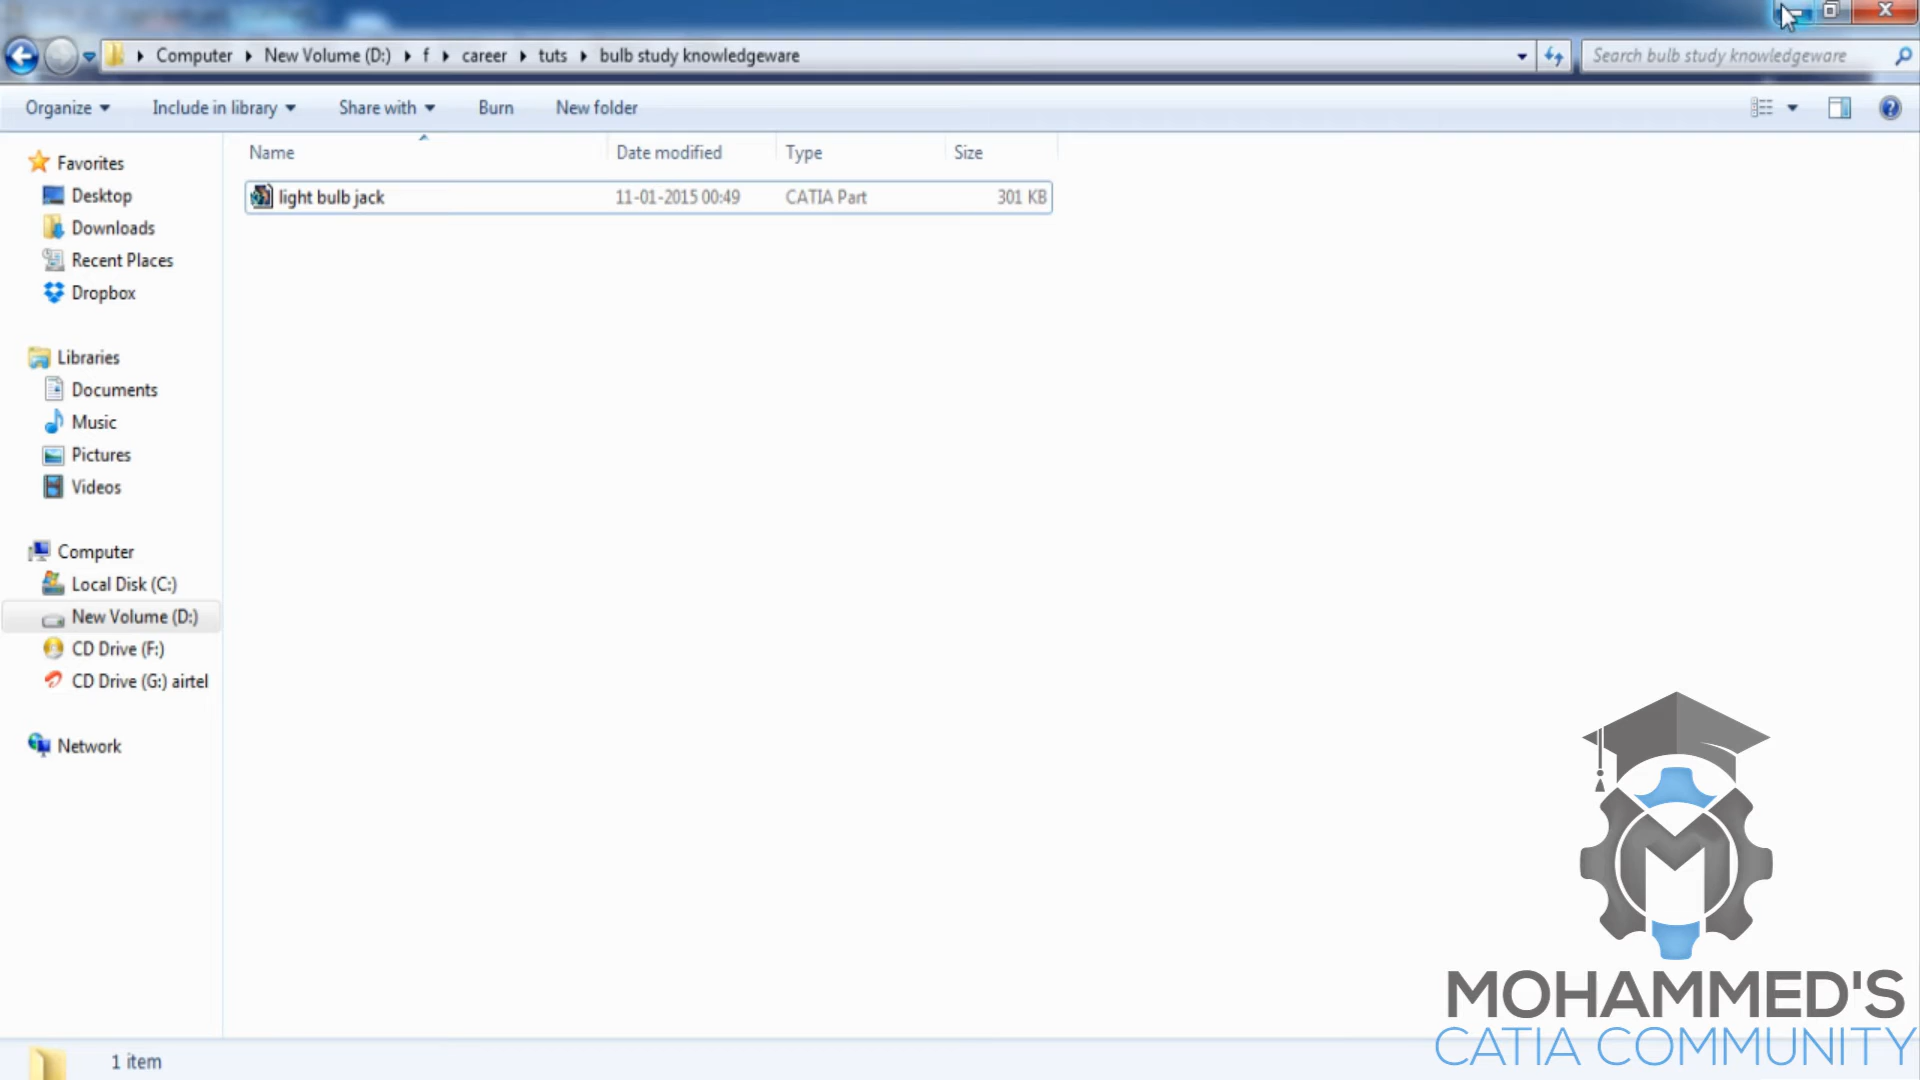 Computer New Volume (D:) f career tuts bulb study knowledgeware
Search bulb study knowledgeware
Organize Include in library Share with Burn New folder
Name Date modified Type Size
light bulb jack 11-01-2015 00:49 CATIA Part 301 KB
Favorites
Desktop
Downloads
Recent Places
Dropbox
Libraries
Documents
Music
Pictures
Videos
Computer
Local Disk (C:)
New Volume (D:)
CD Drive (F:)
CD Drive (G:) airtel
Network
1 item
M
MOHAMMED'S
CATIA COMMUNITY